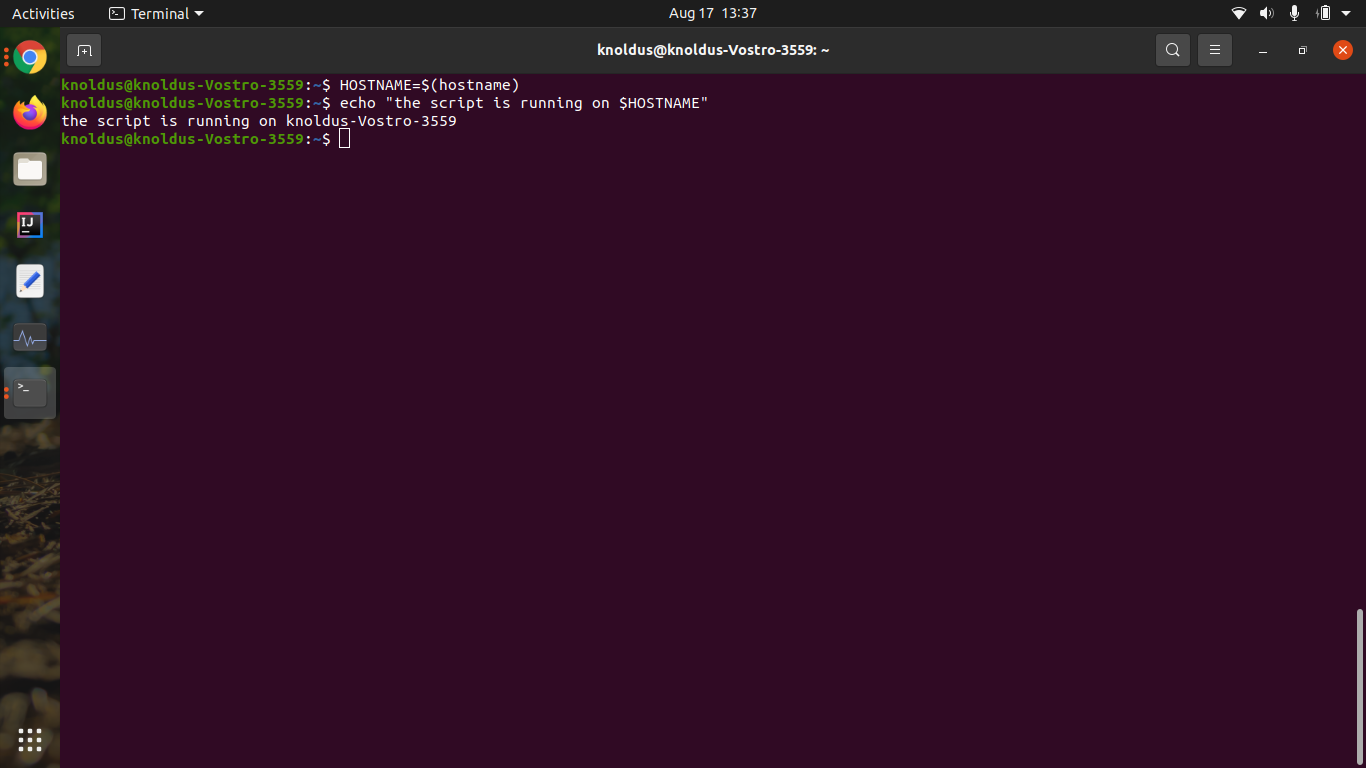 Activities
Terminal
Aug 17 13:37
knoldus@knoldus-Vostro-3559: ~
knoldus@knoldus-Vostro-3559:~$ HOSTNAME=$(hostname)
knoldus@knoldus-Vostro-3559:~$ echo "the script is running on $HOSTNAME"
the script is running on knoldus-Vostro-3559
knoldus@knoldus-Vostro-3559:~$
IJ
>_